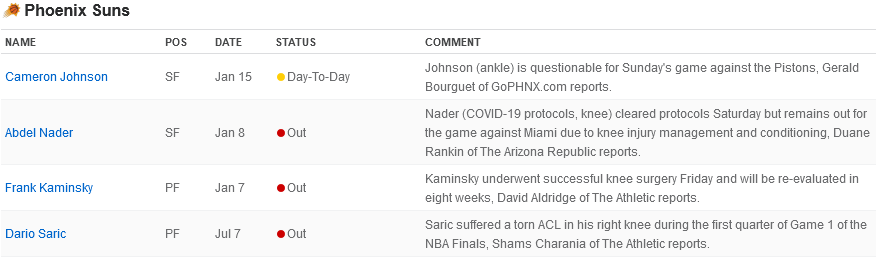 Phoenix Suns
NAME POS DATE STATUS COMMENT
Cameron Johnson SF Jan 15 Day-To-Day Johnson (ankle) is questionable for Sunday's game against the Pistons, Gerald
Bourguet of GoPHNX.com reports.
Abdel Nader SF Jan 8 Out Nader (COVID-19 protocols, knee) cleared protocols Saturday but remains out for
the game against Miami due to knee injury management and conditioning, Duane
Rankin of The Arizona Republic reports.
Frank Kaminsky PF Jan 7 Out Kaminsky underwent successful knee surgery Friday and will be re-evaluated in
eight weeks, David Aldridge of The Athletic reports.
Dario Saric PF Jul 7 Out Saric suffered a torn ACL in his right knee during the first quarter of Game 1 of the
NBA Finals, Shams Charania of The Athletic reports.